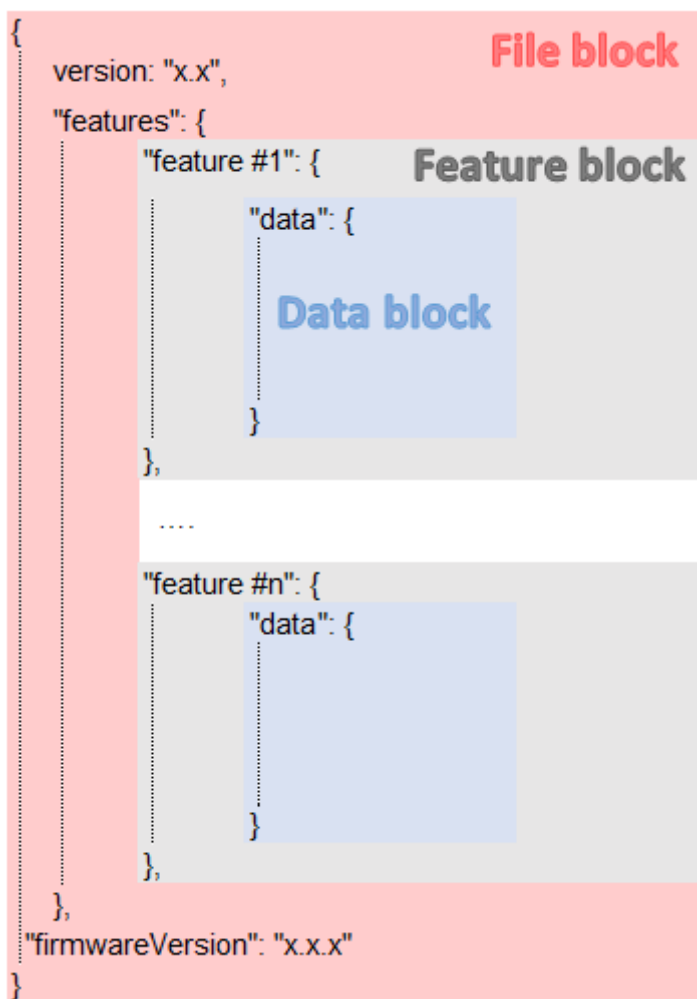 {
File block
version: "x.x",
"features": {
"feature #1": {
Feature block
"data": {
Data block
}
},
....
"feature #n": {
"data": {
}
},
},
"firmwareVersion": "x.x.x"
}